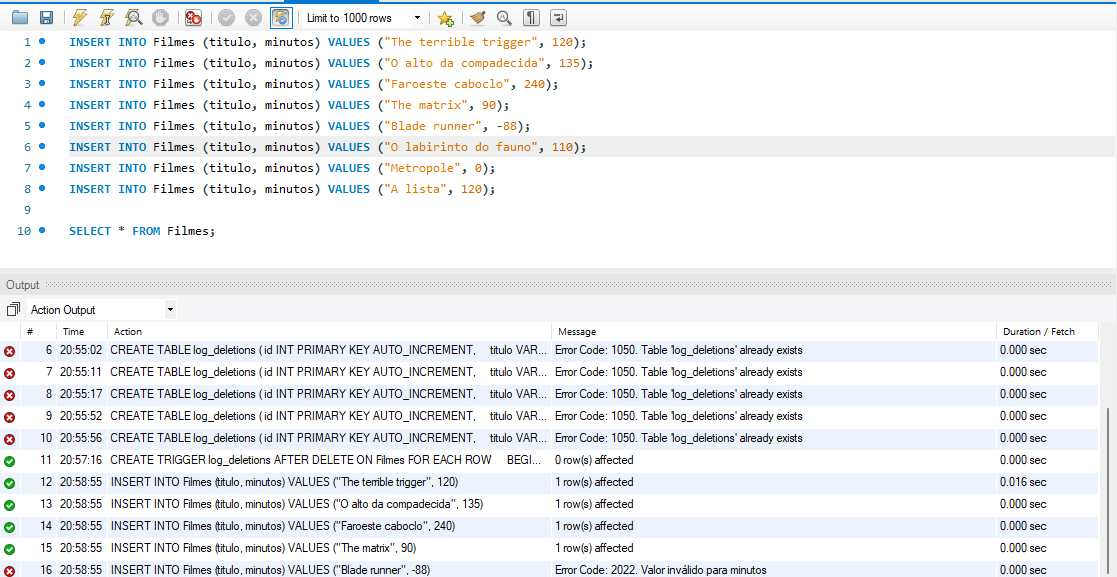 Limit to 1000 rows
1 INSERT INTO Filmes (titulo, minutos) VALUES ("The terrible trigger", 120);
2 INSERT INTO Filmes (titulo, minutos) VALUES ("O alto da compadecida", 135);
3 INSERT INTO Filmes (titulo, minutos) VALUES ("Faroeste caboclo", 240);
4 INSERT INTO Filmes (titulo, minutos) VALUES ("The matrix", 90);
5 INSERT INTO Filmes (titulo, minutos) VALUES ("Blade runner", -88);
6 INSERT INTO Filmes (titulo, minutos) VALUES ("O labirinto do fauno", 110);
7 INSERT INTO Filmes (titulo, minutos) VALUES ("Metropole", 0);
8 INSERT INTO Filmes (titulo, minutos) VALUES ("A lista", 120);
9
10 SELECT * FROM Filmes;
Output
Action Output
# Time Action Message Duration / Fetch
6 20:55:02 CREATE TABLE log_deletions ( id INT PRIMARY KEY AUTO_INCREMENT, titulo VAR... Error Code: 1050. Table 'log_deletions' already exists 0.000 sec
7 20:55:11 CREATE TABLE log_deletions ( id INT PRIMARY KEY AUTO_INCREMENT, titulo VAR... Error Code: 1050. Table 'log_deletions' already exists 0.000 sec
8 20:55:17 CREATE TABLE log_deletions ( id INT PRIMARY KEY AUTO_INCREMENT, titulo VAR... Error Code: 1050. Table 'log_deletions' already exists 0.000 sec
9 20:55:52 CREATE TABLE log_deletions ( id INT PRIMARY KEY AUTO_INCREMENT, titulo VAR... Error Code: 1050. Table 'log_deletions' already exists 0.000 sec
10 20:55:56 CREATE TABLE log_deletions ( id INT PRIMARY KEY AUTO_INCREMENT, titulo VAR... Error Code: 1050. Table 'log_deletions' already exists 0.000 sec
11 20:57:16 CREATE TRIGGER log_deletions AFTER DELETE ON Filmes FOR EACH ROW BEGI... 0 row(s) affected 0.000 sec
12 20:58:55 INSERT INTO Filmes (titulo, minutos) VALUES ("The terrible trigger", 120) 1 row(s) affected 0.016 sec
13 20:58:55 INSERT INTO Filmes (titulo, minutos) VALUES ("O alto da compadecida", 135) 1 row(s) affected 0.000 sec
14 20:58:55 INSERT INTO Filmes (titulo, minutos) VALUES ("Faroeste caboclo", 240) 1 row(s) affected 0.000 sec
15 20:58:55 INSERT INTO Filmes (titulo, minutos) VALUES ("The matrix", 90) 1 row(s) affected 0.000 sec
16 20:58:55 INSERT INTO Filmes (titulo, minutos) VALUES ("Blade runner", -88) Error Code: 2022. Valor inválido para minutos 0.000 sec